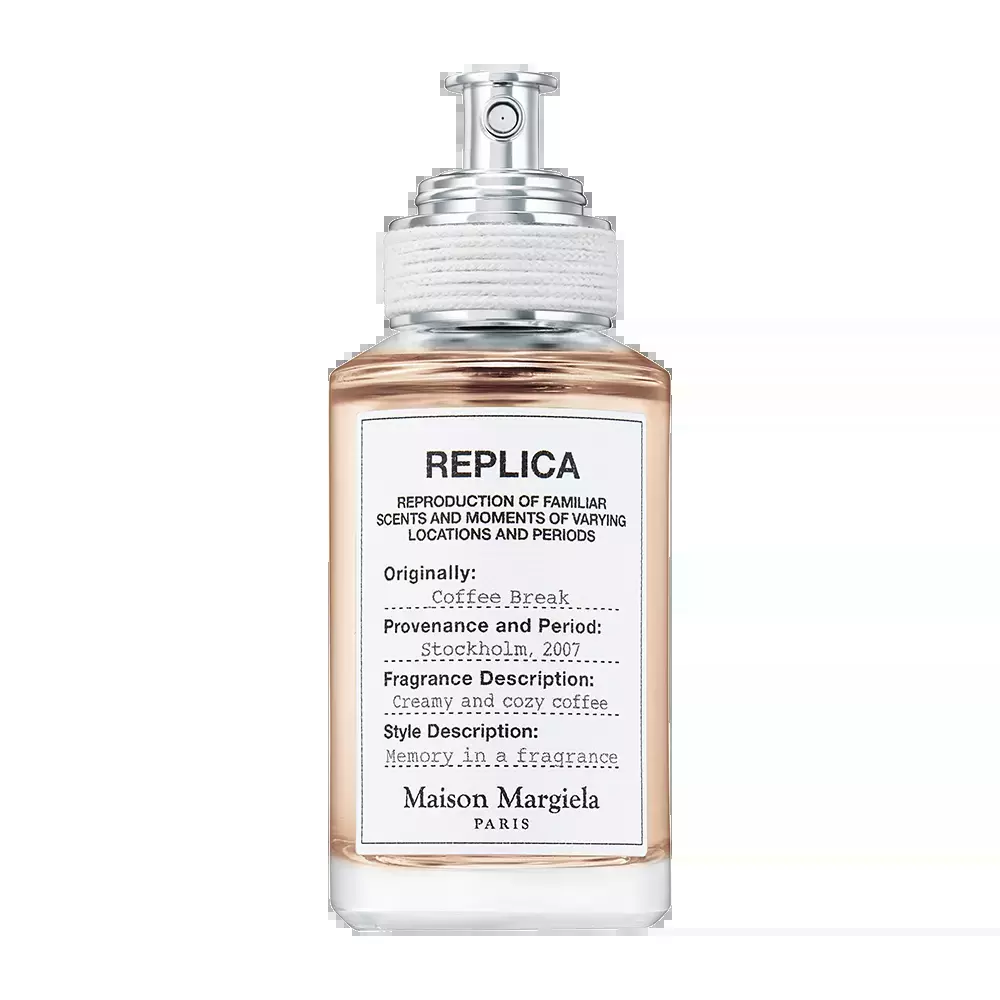 REPLICA
REPRODUCTION OF FAMILIAR
SCENTS AND MOMENTS OF VARYING
LOCATIONS AND PERIODS
Originally:
Coffee Break
Provenance and Period:
Stockholm, 2007
Fragrance Description:
Creamy and cozy coffee
Style Description:
Memory in a fragrance
Maison Margiela
PARIS